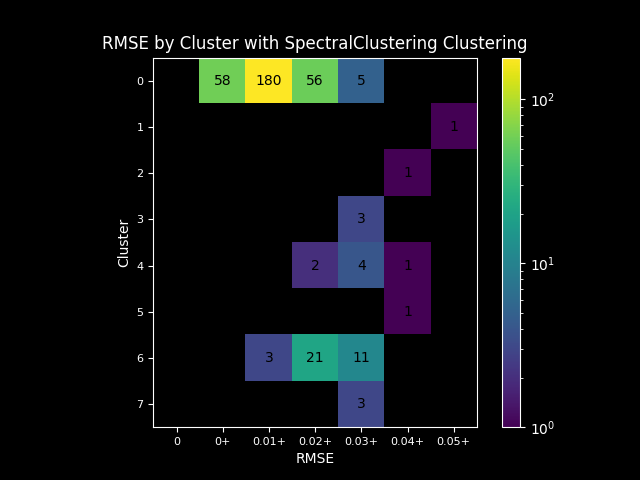 RMSE by Cluster with SpectralClustering Clustering
0 58 180 56 5
1 1
2 1
3 3
4 2 4 1
5 1
6 3 21 11
7 3
Cluster
0 0+ 0.01+ 0.02+ 0.03+ 0.04+ 0.05+
RMSE
10^2
10^1
10^0